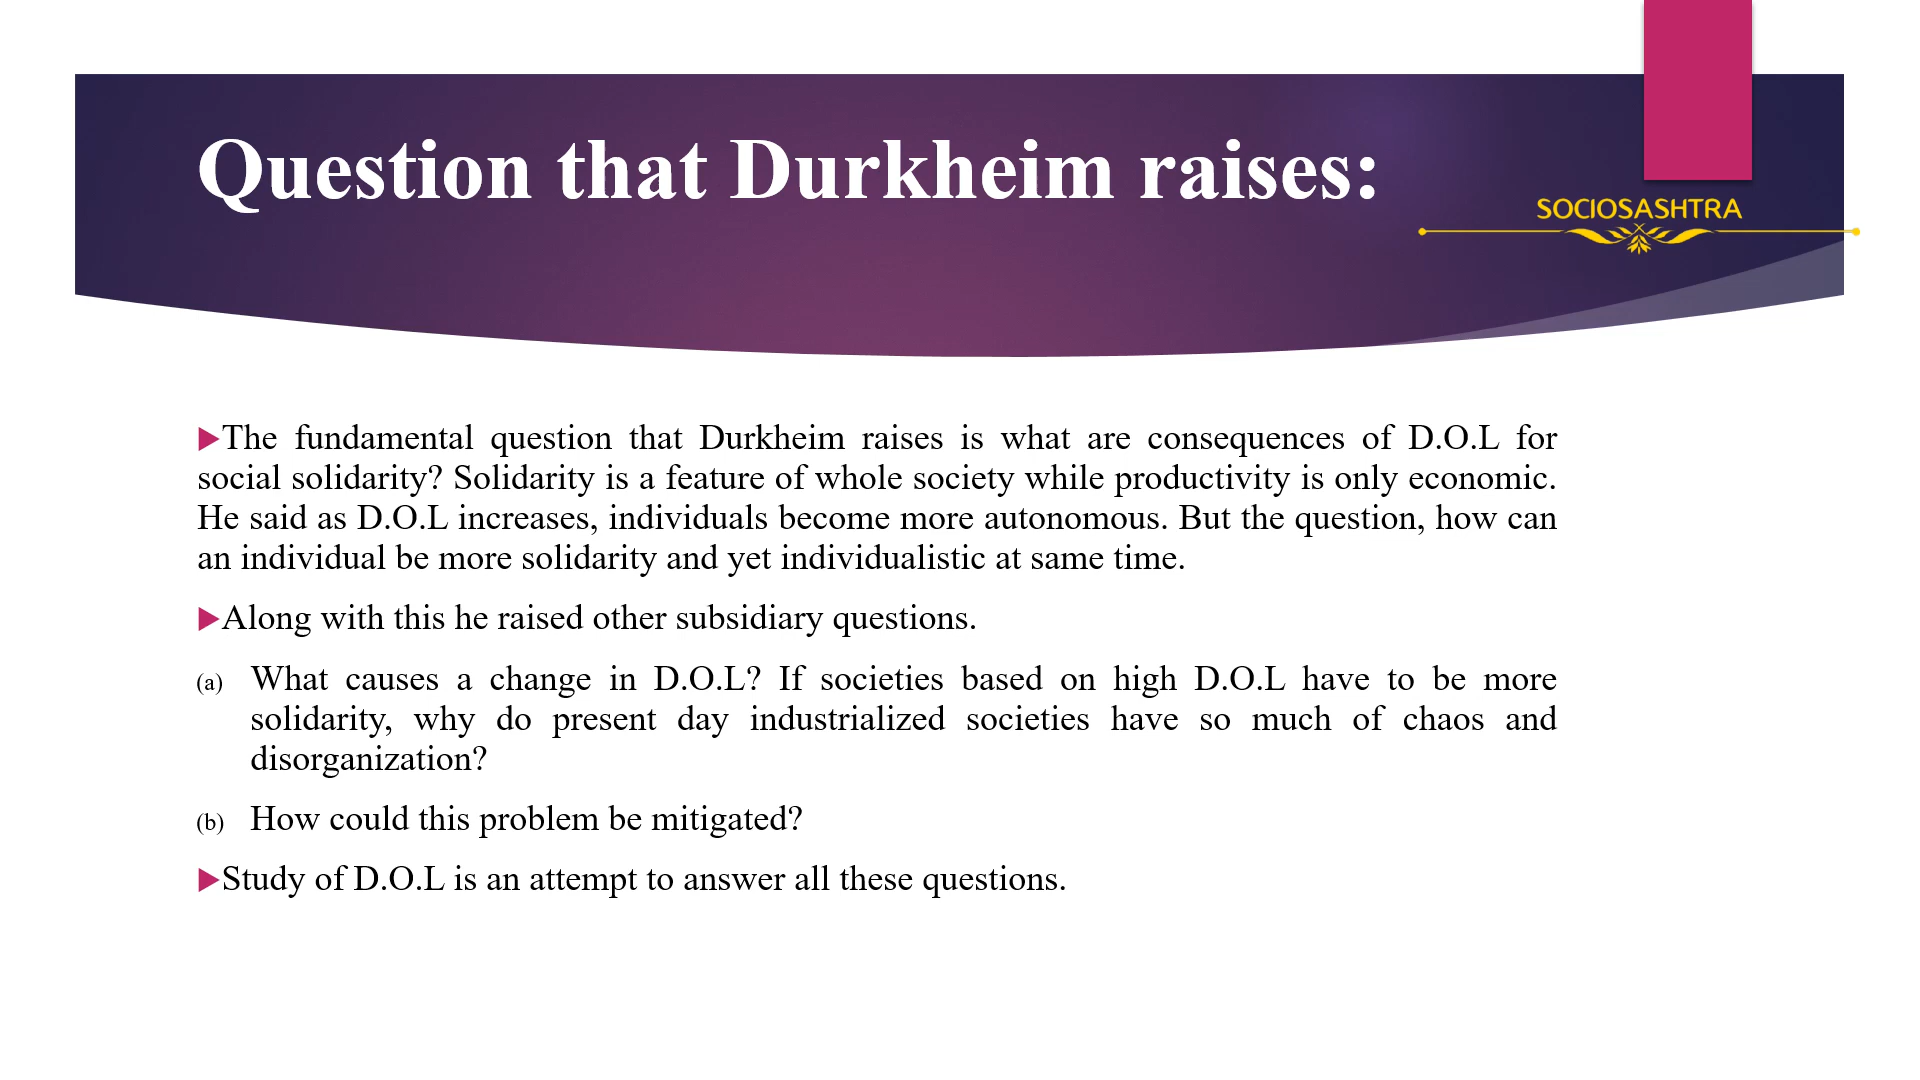 Question that Durkheim raises:
SOCIOSASHTRA
The fundamental question that Durkheim raises is what are consequences of D.O.L for
social solidarity? Solidarity is a feature of whole society while productivity is only economic.
He said as D.O.L increases, individuals become more autonomous. But the question, how can
an individual be more solidarity and yet individualistic at same time.
Along with this he raised other subsidiary questions.
(a) What causes a change in D.O.L? If societies based on high D.O.L have to be more
solidarity, why do present day industrialized societies have so much of chaos and
disorganization?
(b) How could this problem be mitigated?
Study of D.O.L is an attempt to answer all these questions.